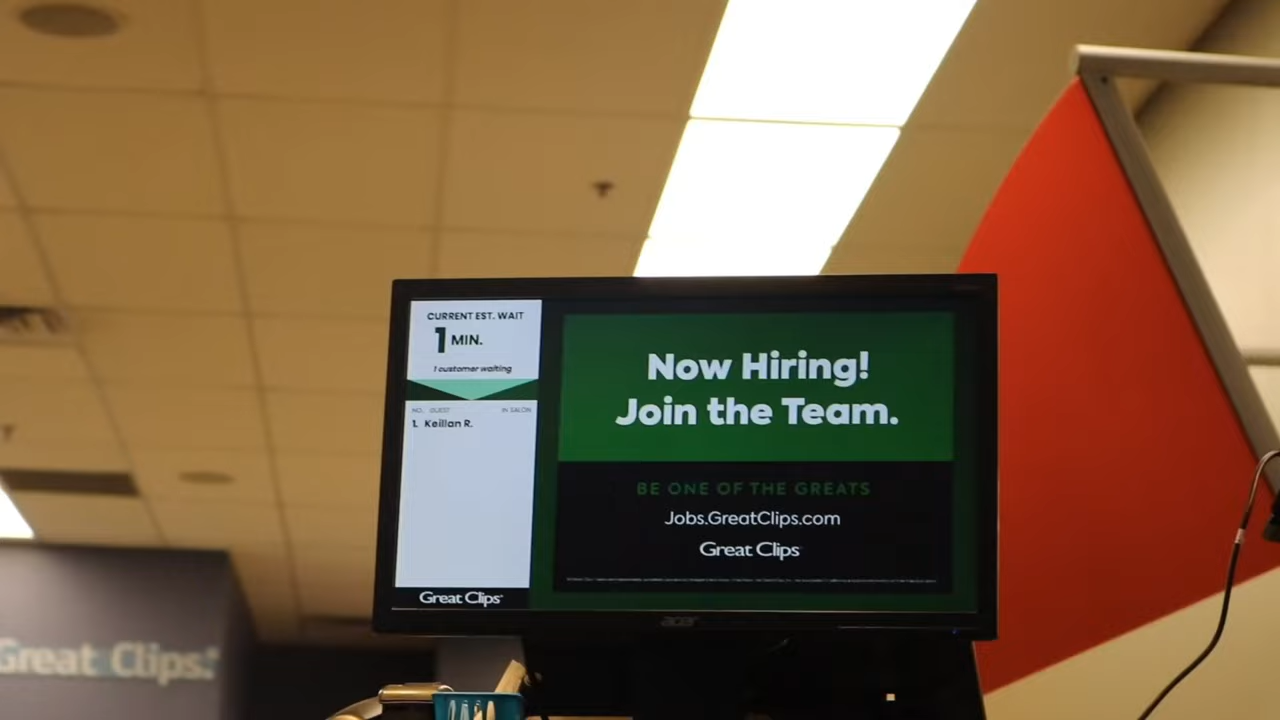 CURRENT EST. WAIT
1 MIN.
1 customer waiting
NO. GUEST IN SALON
1. Keillan R.
Great Clips
Now Hiring!
Join the Team.
BE ONE OF THE GREATS
Jobs.GreatClips.com
Great Clips
acer
Great Clips.